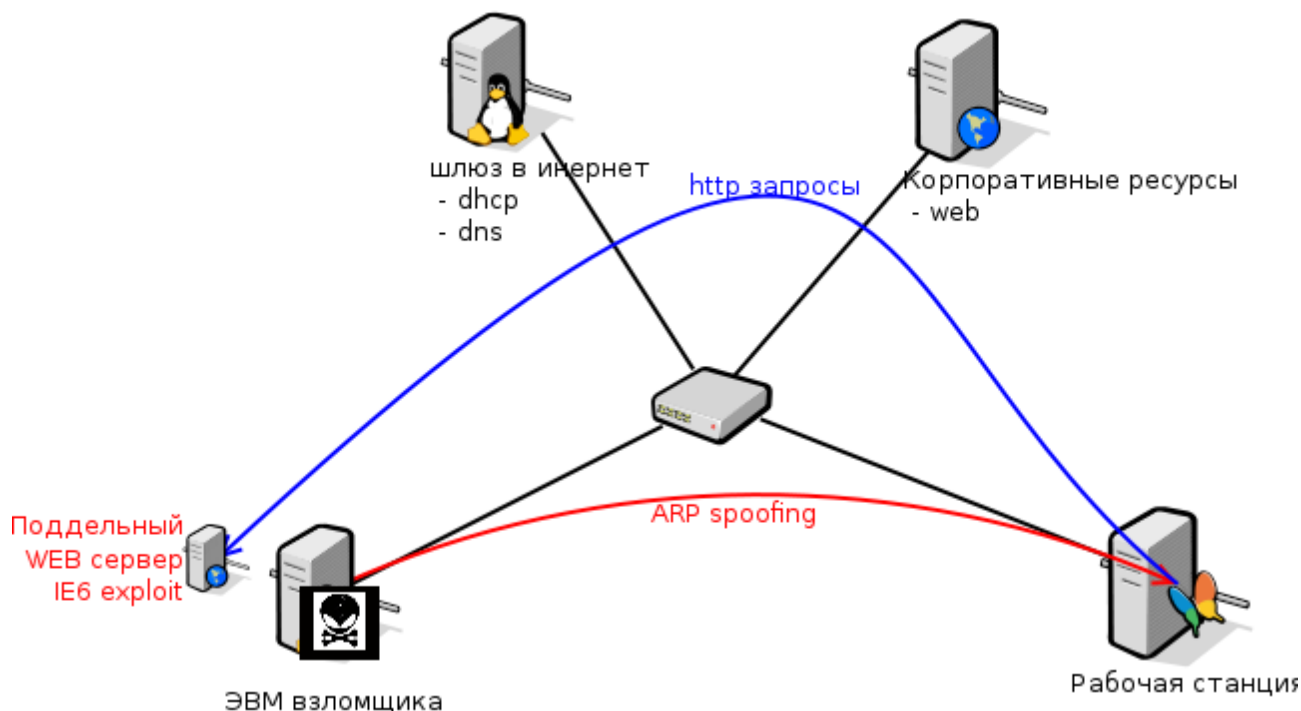 шлюз в инернет
- dhcp
- dns
http запросы
Корпоративные ресурсы
- web
ARP spoofing
Поддельный
WEB сервер
IE6 exploit
ЭВМ взломщика
Рабочая станция